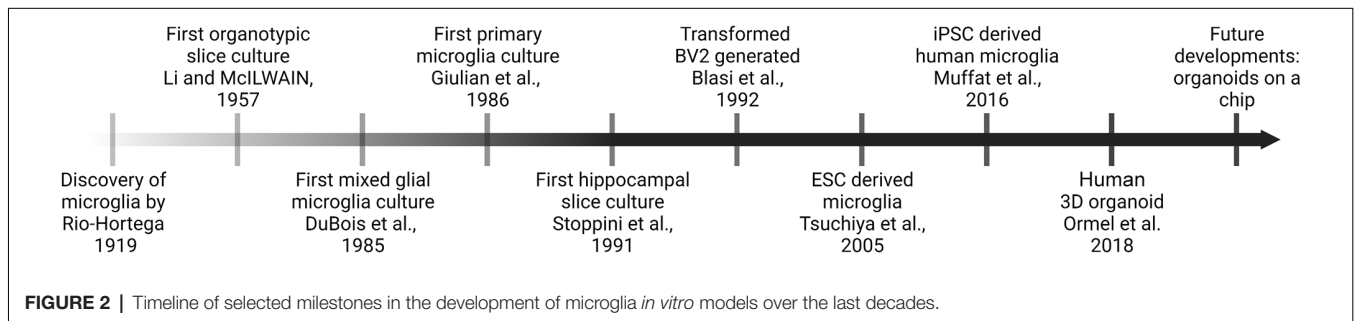 First organotypic
slice culture
Li and McILWAIN,
1957
First primary
microglia culture
Giulian et al.,
1986
Transformed
BV2 generated
Blasi et al.,
1992
iPSC derived
human microglia
Muffat et al.,
2016
Future
developments:
organoids on a
chip
Discovery of
microglia by
Rio-Hortega
1919
First mixed glial
microglia culture
DuBois et al.,
1985
First hippocampal
slice culture
Stoppini et al.,
1991
ESC derived
microglia
Tsuchiya et al.,
2005
Human
3D organoid
Ormel et al.
2018
FIGURE 2 | Timeline of selected milestones in the development of microglia in vitro models over the last decades.